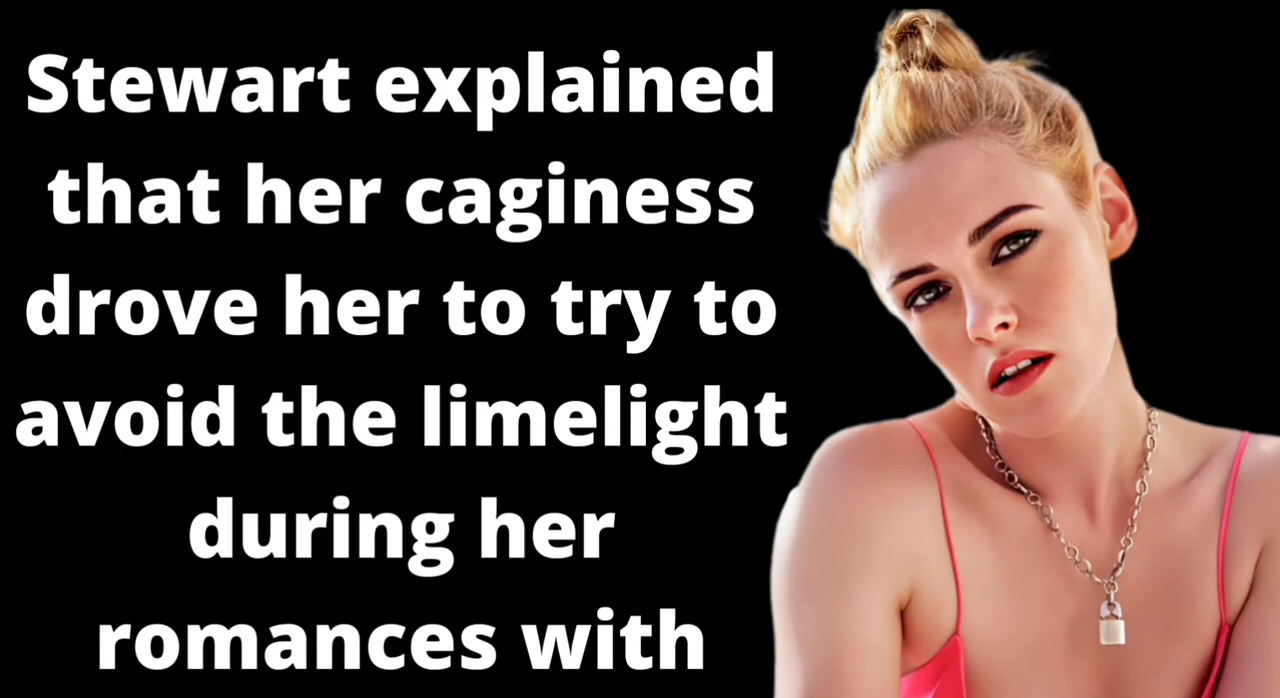 Stewart explained
that her caginess
drove her to try to
avoid the limelight
during her
romances with